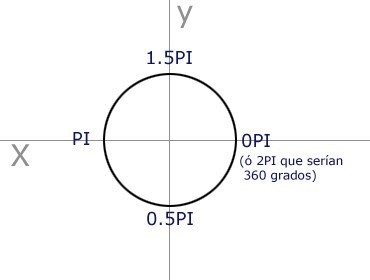 y
1.5PI
PI
0PI
X
(ó 2PI que serían
360 grados)
0.5PI